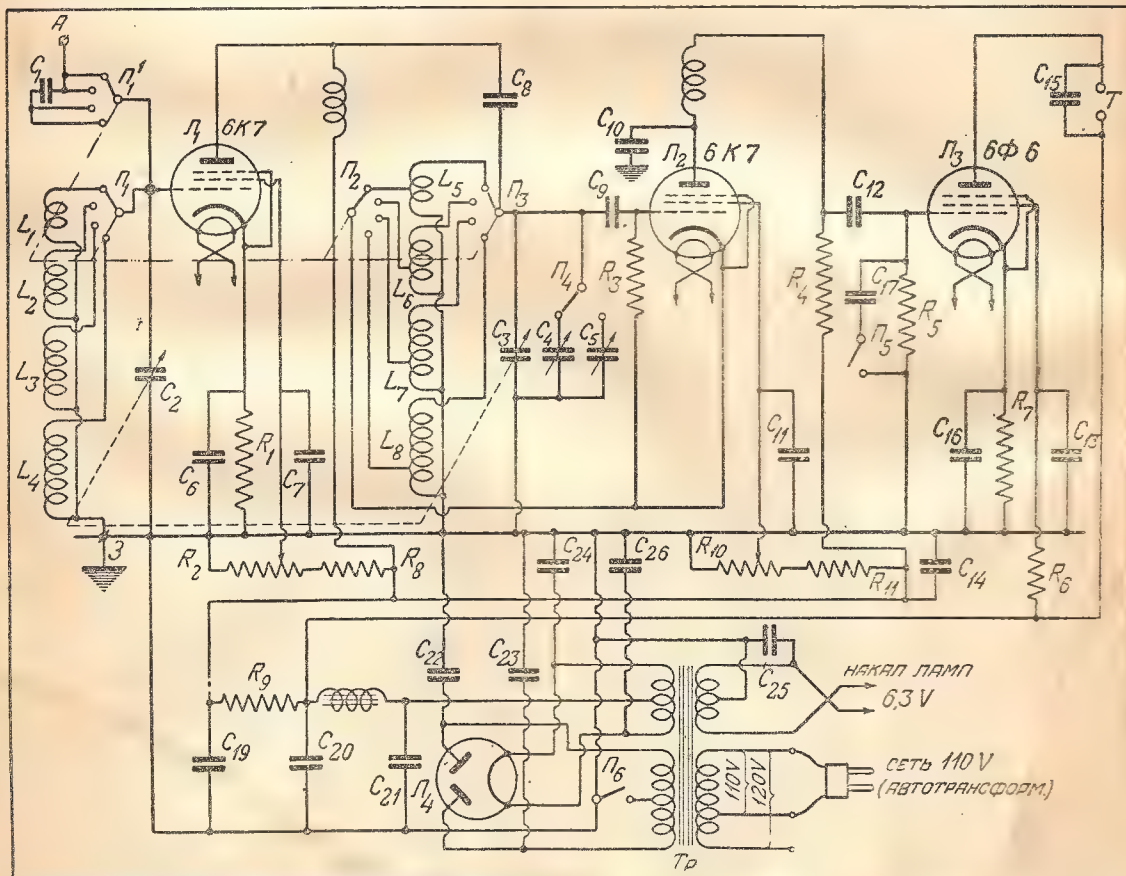 A
C1
П1'
Л1 6К7
C8
П1
L1
L2
L3
L4
C2
C6
R1
C7
П2
L5
L6
L7
L8
П3
C9
R3
П4
C3
C4
C5
C10
Л2 6К7
C11
R4
C12
C17
П5
R5
Л3 6Ф6
C15
Т
C16
R7
C13
З
R2
R8
C24
C26
R10
R11
C14
R6
R9
C22
C23
C25
НАКАЛ ЛАМП
6,3 V
C19
C20
C21
Л4
П6
110V
120V
СЕТЬ 110 V
(АВТОТРАНСФОРМ.)
Тр